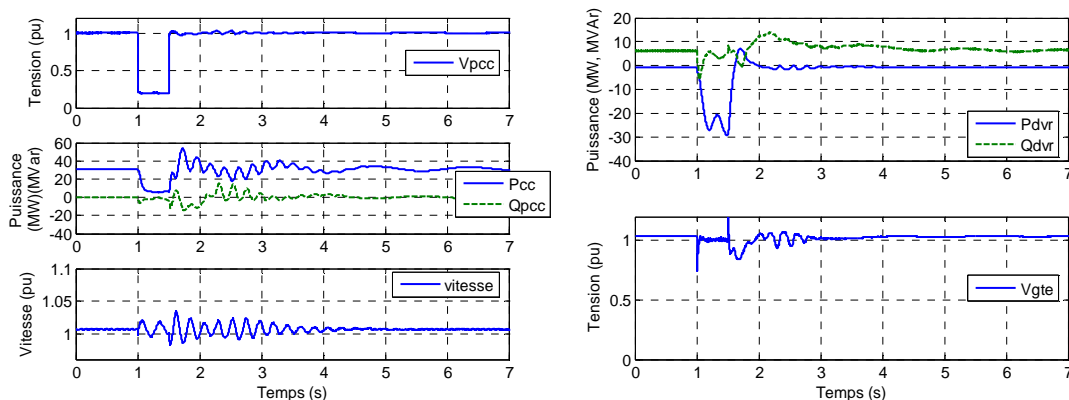 Tension (pu)
1
0.5
0
Vpcc
0 1 2 3 4 5 6 7
Puissance
(MW)(MVar)
60
40
20
0
-20
-40
Pcc
Qpcc
0 1 2 3 4 5 6 7
Vitesse (pu)
1.1
1.05
1
vitesse
0 1 2 3 4 5 6 7
Temps (s)
Puissance (MW, MVAr)
20
10
0
-10
-20
-30
-40
Pdvr
Qdvr
0 1 2 3 4 5 6 7
Tension (pu)
1
0.5
0
Vgte
0 1 2 3 4 5 6 7
Temps (s)